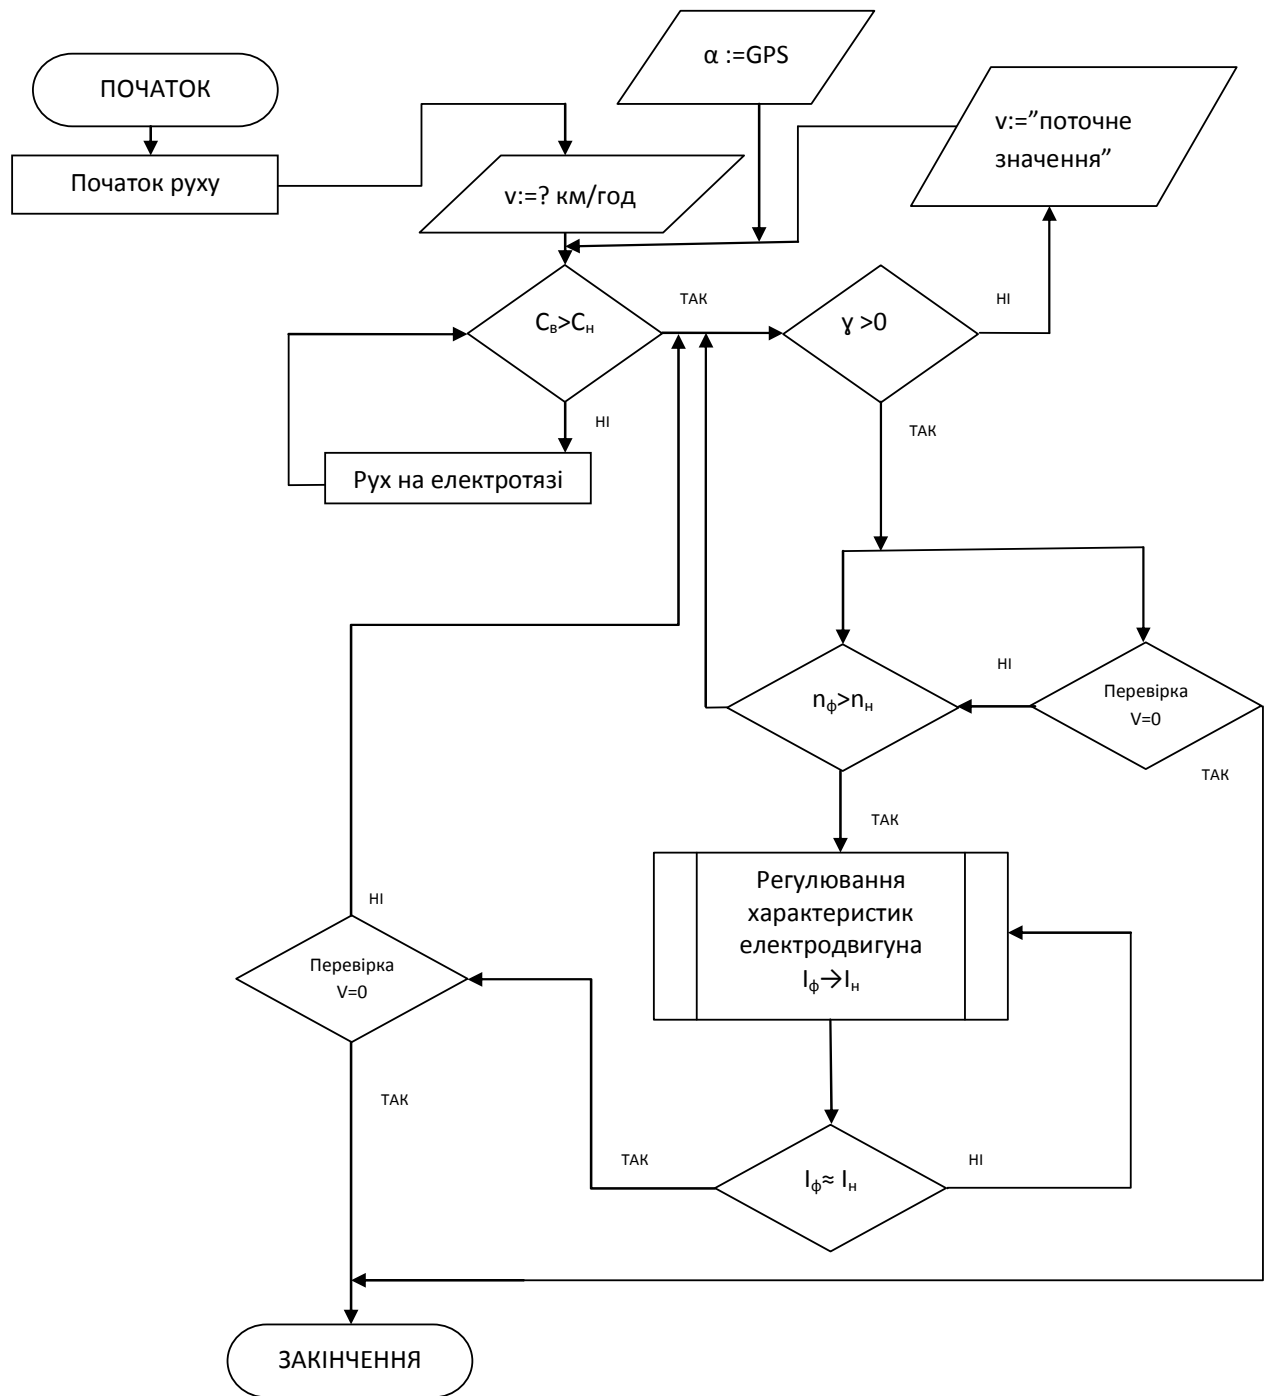 α :=GPS
ПОЧАТОК
v:=”поточне
значення”
Початок руху
v:=? км/год
ТАК
НІ
Cв>Cн
ɣ >0
НІ
ТАК
Рух на електротязі
НІ
nф>nн
Перевірка
V=0
ТАК
ТАК
Регулювання
характеристик
електродвигуна
Iф→Iн
НІ
Перевірка
V=0
ТАК
ТАК
НІ
Iф≈ Iн
ЗАКІНЧЕННЯ